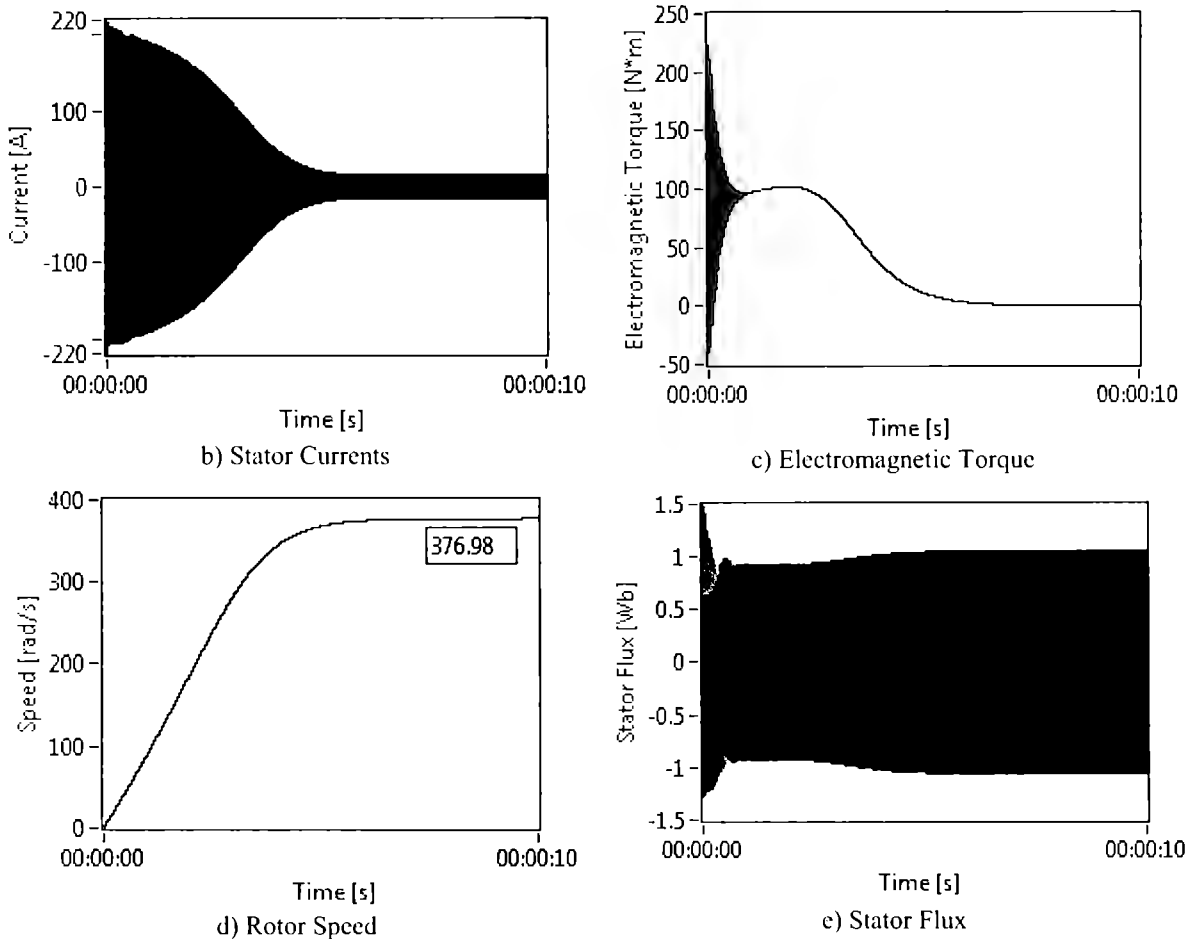 220
100
0
-100
-220
Current [A]
00:00:00
00:00:10
Time [s]
b) Stator Currents
250
200
150
100
50
0
-50
Electromagnetic Torque [N*m]
00:00:00
00:00:10
Time [s]
c) Electromagnetic Torque
400
300
200
100
0
Speed [rad/s]
376.98
00:00:00
00:00:10
Time [s]
d) Rotor Speed
1.5
1
0.5
0
-0.5
-1
-1.5
Stator Flux [Wb]
00:00:00
00:00:10
Time [s]
e) Stator Flux